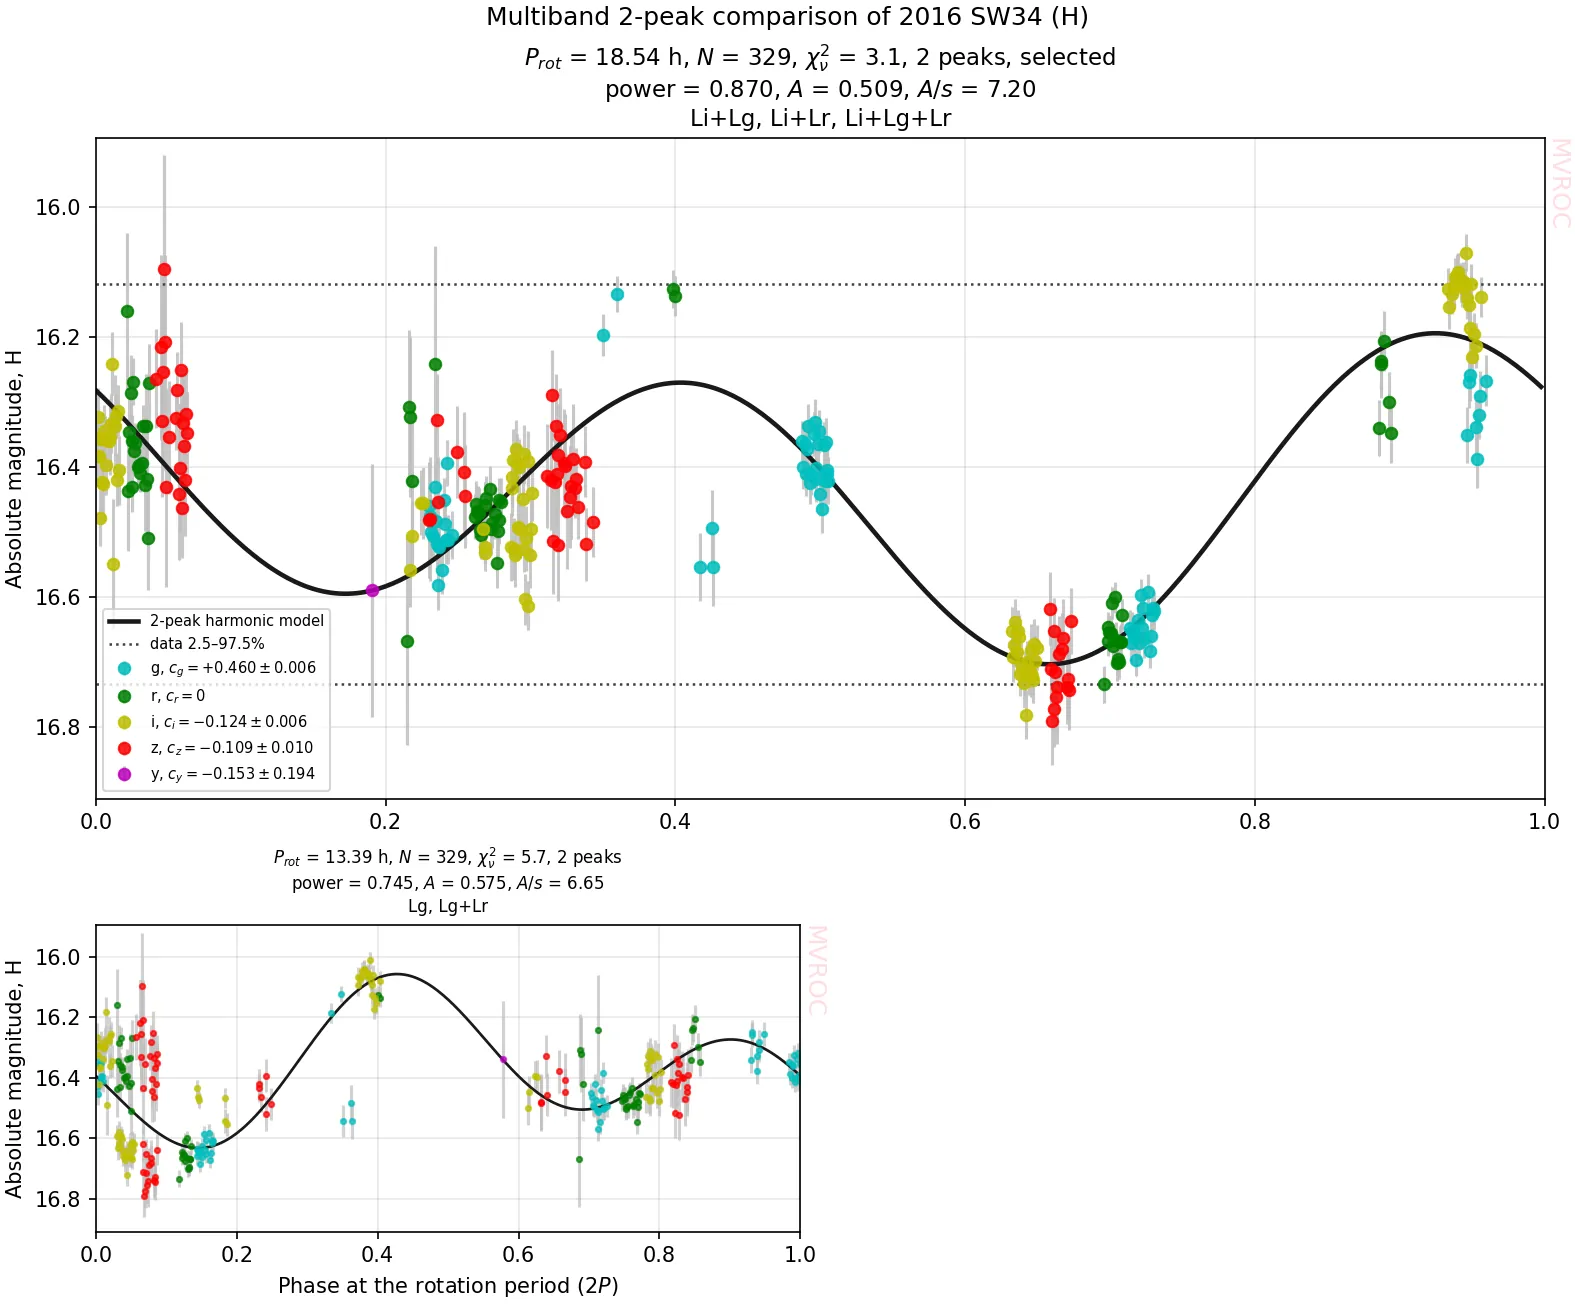 Multiband 2-peak comparison of 2016 SW34 (H)
P_rot = 18.54 h, N = 329, χ²_ν = 3.1, 2 peaks, selected
power = 0.870, A = 0.509, A/s = 7.20
Li+Lg, Li+Lr, Li+Lg+Lr
MVROC
Absolute magnitude, H
16.0
16.2
16.4
16.6
16.8
2-peak harmonic model
data 2.5–97.5%
g, c_g = +0.460 ± 0.006
r, c_r = 0
i, c_i = −0.124 ± 0.006
z, c_z = −0.109 ± 0.010
y, c_y = −0.153 ± 0.194
0.0 0.2 0.4 0.6 0.8 1.0
P_rot = 13.39 h, N = 329, χ²_ν = 5.7, 2 peaks
power = 0.745, A = 0.575, A/s = 6.65
Lg, Lg+Lr
MVROC
Absolute magnitude, H
16.0
16.2
16.4
16.6
16.8
0.0 0.2 0.4 0.6 0.8 1.0
Phase at the rotation period (2P)